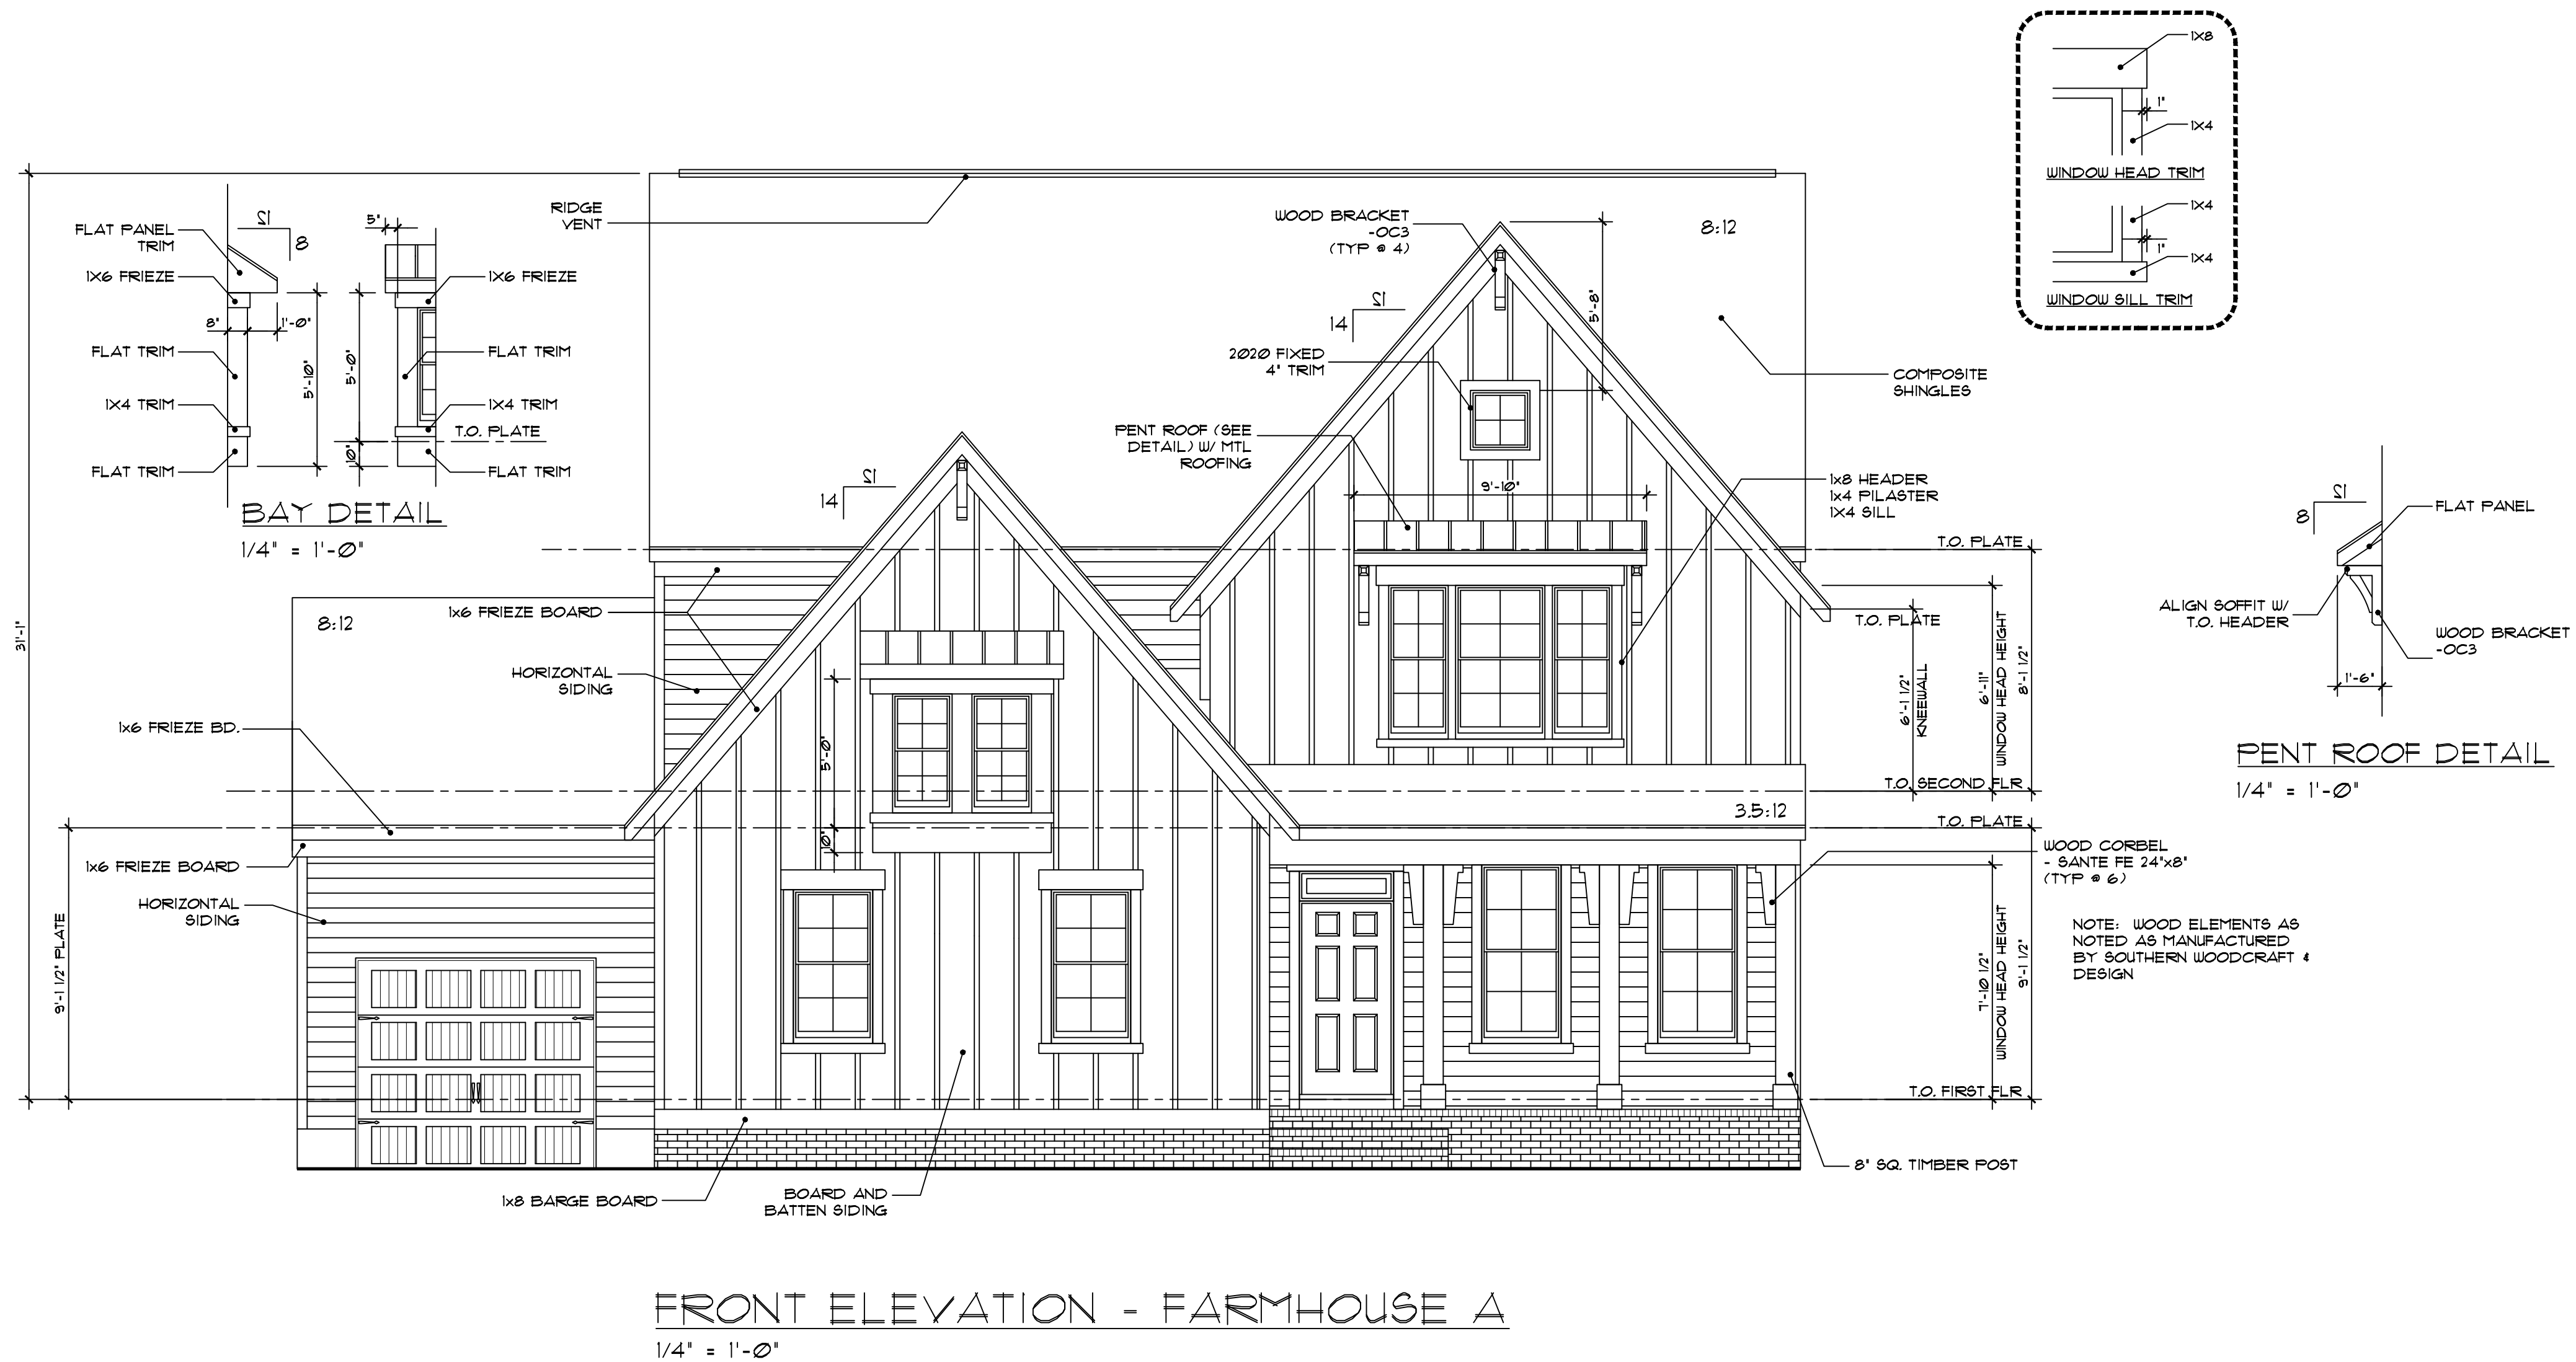 1X8
1"
1X4
WINDOW HEAD TRIM
1X4
1"
1X4
WINDOW SILL TRIM
FLAT PANEL
TRIM
1X6 FRIEZE
FLAT TRIM
1X4 TRIM
FLAT TRIM
12
8
8"
1'-0"
5'-10"
5"
5'-0"
10"
1X6 FRIEZE
FLAT TRIM
1X4 TRIM
T.O. PLATE
FLAT TRIM
BAY DETAIL
1/4" = 1'-0"
RIDGE
VENT
WOOD BRACKET
-OC3
(TYP @ 4)
8:12
12
14
5'-8"
2020 FIXED
4" TRIM
COMPOSITE
SHINGLES
PENT ROOF (SEE
DETAIL) W/ MTL
ROOFING
9'-10"
1x8 HEADER
1x4 PILASTER
1X4 SILL
12
14
31'-1"
8:12
1x6 FRIEZE BOARD
HORIZONTAL
SIDING
1x6 FRIEZE BD.
1x6 FRIEZE BOARD
HORIZONTAL
SIDING
9'-1 1/2" PLATE
5'-0"
10"
T.O. PLATE
T.O. PLATE
6'-1 1/2"
KNEEWALL
6'-11"
WINDOW HEAD HEIGHT
8'-1 1/2"
T.O. SECOND FLR
3.5:12
T.O. PLATE
WOOD CORBEL
- SANTE FE 24"x8"
(TYP @ 6)
7'-10 1/2"
WINDOW HEAD HEIGHT
9'-1 1/2"
T.O. FIRST FLR
NOTE: WOOD ELEMENTS AS
NOTED AS MANUFACTURED
BY SOUTHERN WOODCRAFT &
DESIGN
8" SQ. TIMBER POST
12
8
FLAT PANEL
ALIGN SOFFIT W/
T.O. HEADER
WOOD BRACKET
-OC3
1'-6"
PENT ROOF DETAIL
1/4" = 1'-0"
1x8 BARGE BOARD
BOARD AND
BATTEN SIDING
FRONT ELEVATION - FARMHOUSE A
1/4" = 1'-0"